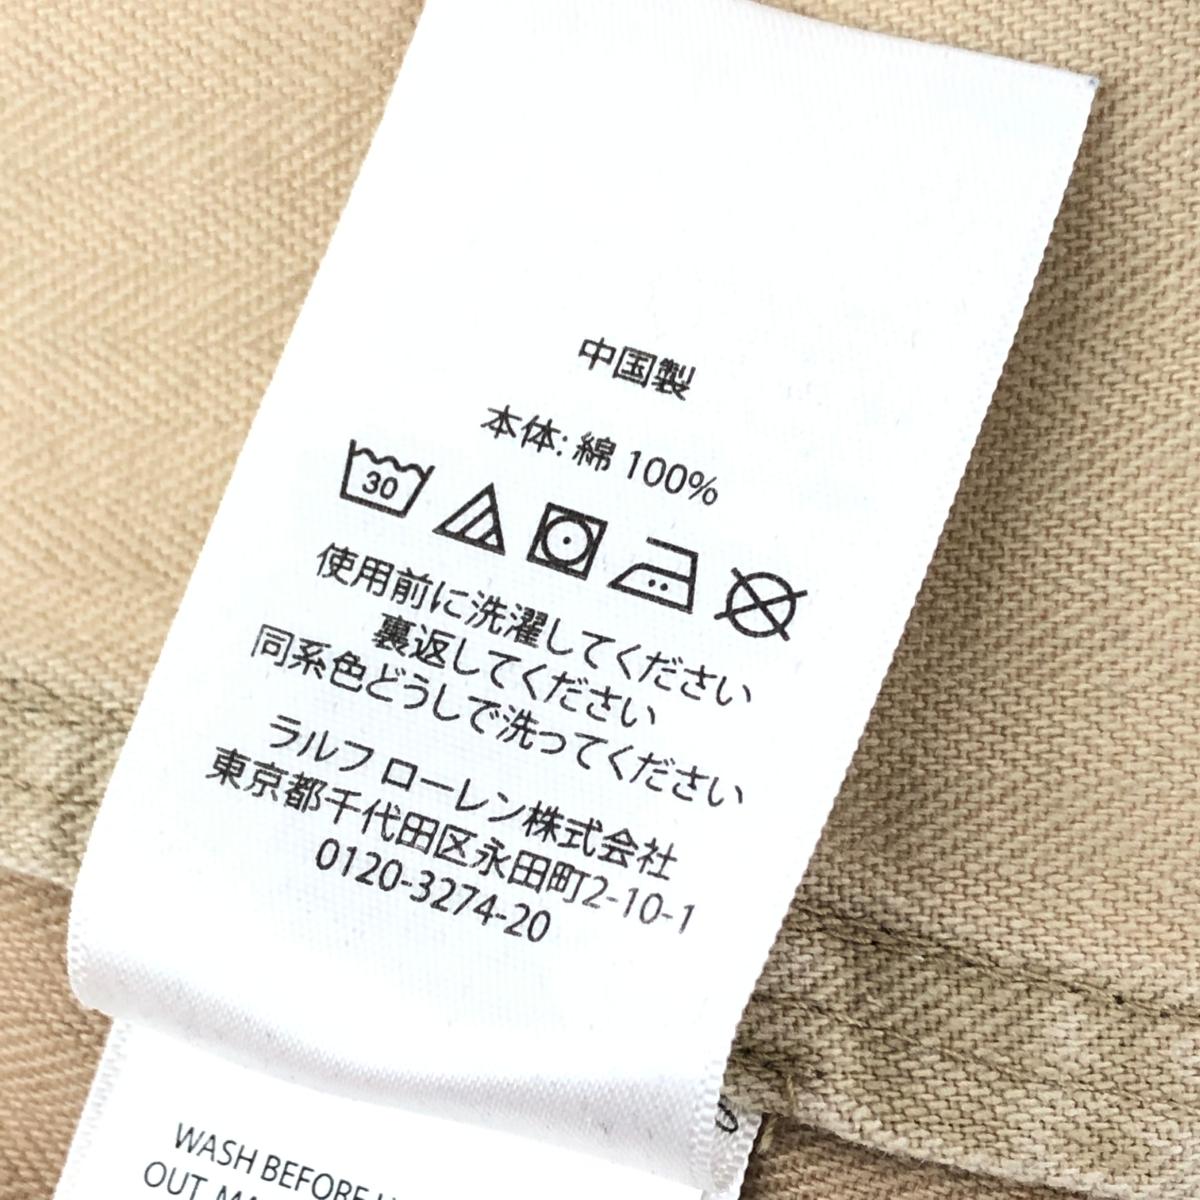 中国製
本体: 綿 100%
30
使用前に洗濯してください
裏返してください
同系色どうしで洗ってください
ラルフ ローレン株式会社
東京都千代田区永田町2-10-1
0120-3274-20
WASH BEFORE
OUT